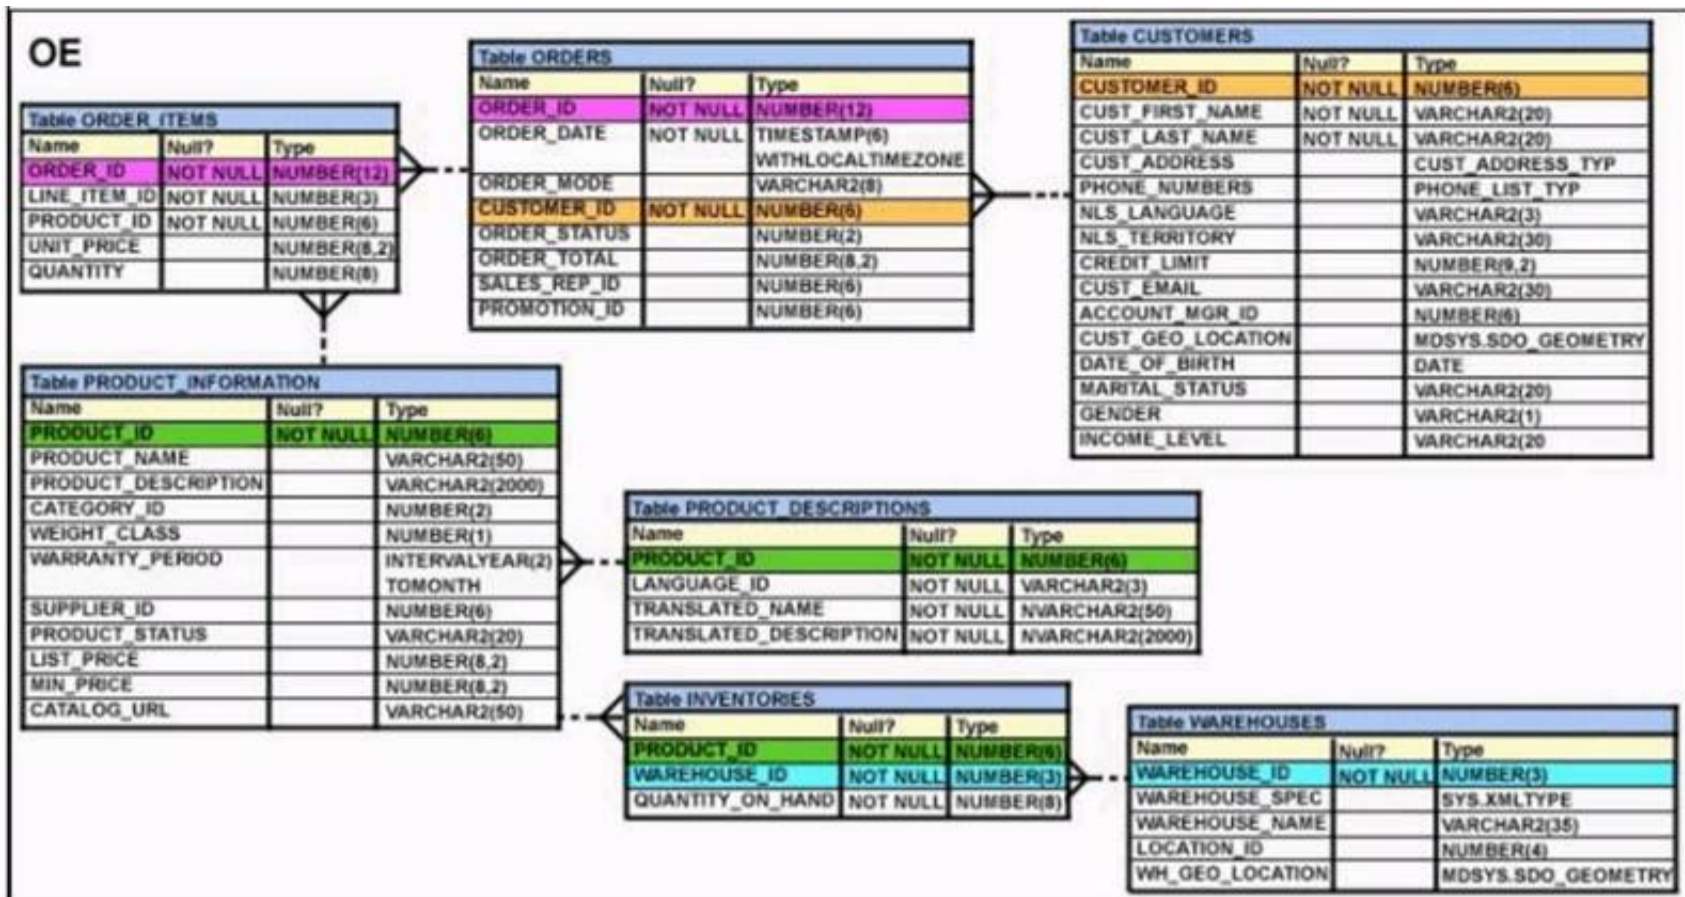 OE
Table ORDER_ITEMS
Name Null? Type
ORDER_ID NOT NULL NUMBER(12)
LINE_ITEM_ID NOT NULL NUMBER(3)
PRODUCT_ID NOT NULL NUMBER(6)
UNIT_PRICE NUMBER(8,2)
QUANTITY NUMBER(8)
Table ORDERS
Name Null? Type
ORDER_ID NOT NULL NUMBER(12)
ORDER_DATE NOT NULL TIMESTAMP(6)
WITHLOCALTIMEZONE
ORDER_MODE VARCHAR2(8)
CUSTOMER_ID NOT NULL NUMBER(6)
ORDER_STATUS NUMBER(2)
ORDER_TOTAL NUMBER(8,2)
SALES_REP_ID NUMBER(6)
PROMOTION_ID NUMBER(6)
Table CUSTOMERS
Name Null? Type
CUSTOMER_ID NOT NULL NUMBER(6)
CUST_FIRST_NAME NOT NULL VARCHAR2(20)
CUST_LAST_NAME NOT NULL VARCHAR2(20)
CUST_ADDRESS CUST_ADDRESS_TYP
PHONE_NUMBERS PHONE_LIST_TYP
NLS_LANGUAGE VARCHAR2(3)
NLS_TERRITORY VARCHAR2(30)
CREDIT_LIMIT NUMBER(9,2)
CUST_EMAIL VARCHAR2(30)
ACCOUNT_MGR_ID NUMBER(6)
CUST_GEO_LOCATION MDSYS.SDO_GEOMETRY
DATE_OF_BIRTH DATE
MARITAL_STATUS VARCHAR2(20)
GENDER VARCHAR2(1)
INCOME_LEVEL VARCHAR2(20
Table PRODUCT_INFORMATION
Name Null? Type
PRODUCT_ID NOT NULL NUMBER(6)
PRODUCT_NAME VARCHAR2(50)
PRODUCT_DESCRIPTION VARCHAR2(2000)
CATEGORY_ID NUMBER(2)
WEIGHT_CLASS NUMBER(1)
WARRANTY_PERIOD INTERVALYEAR(2)
TOMONTH
SUPPLIER_ID NUMBER(6)
PRODUCT_STATUS VARCHAR2(20)
LIST_PRICE NUMBER(8,2)
MIN_PRICE NUMBER(8,2)
CATALOG_URL VARCHAR2(50)
Table PRODUCT_DESCRIPTIONS
Name Null? Type
PRODUCT_ID NOT NULL NUMBER(6)
LANGUAGE_ID NOT NULL VARCHAR2(3)
TRANSLATED_NAME NOT NULL NVARCHAR2(50)
TRANSLATED_DESCRIPTION NOT NULL NVARCHAR2(2000)
Table INVENTORIES
Name Null? Type
PRODUCT_ID NOT NULL NUMBER(6)
WAREHOUSE_ID NOT NULL NUMBER(3)
QUANTITY_ON_HAND NOT NULL NUMBER(8)
Table WAREHOUSES
Name Null? Type
WAREHOUSE_ID NOT NULL NUMBER(3)
WAREHOUSE_SPEC SYS.XMLTYPE
WAREHOUSE_NAME VARCHAR2(35)
LOCATION_ID NUMBER(4)
WH_GEO_LOCATION MDSYS.SDO_GEOMETRY